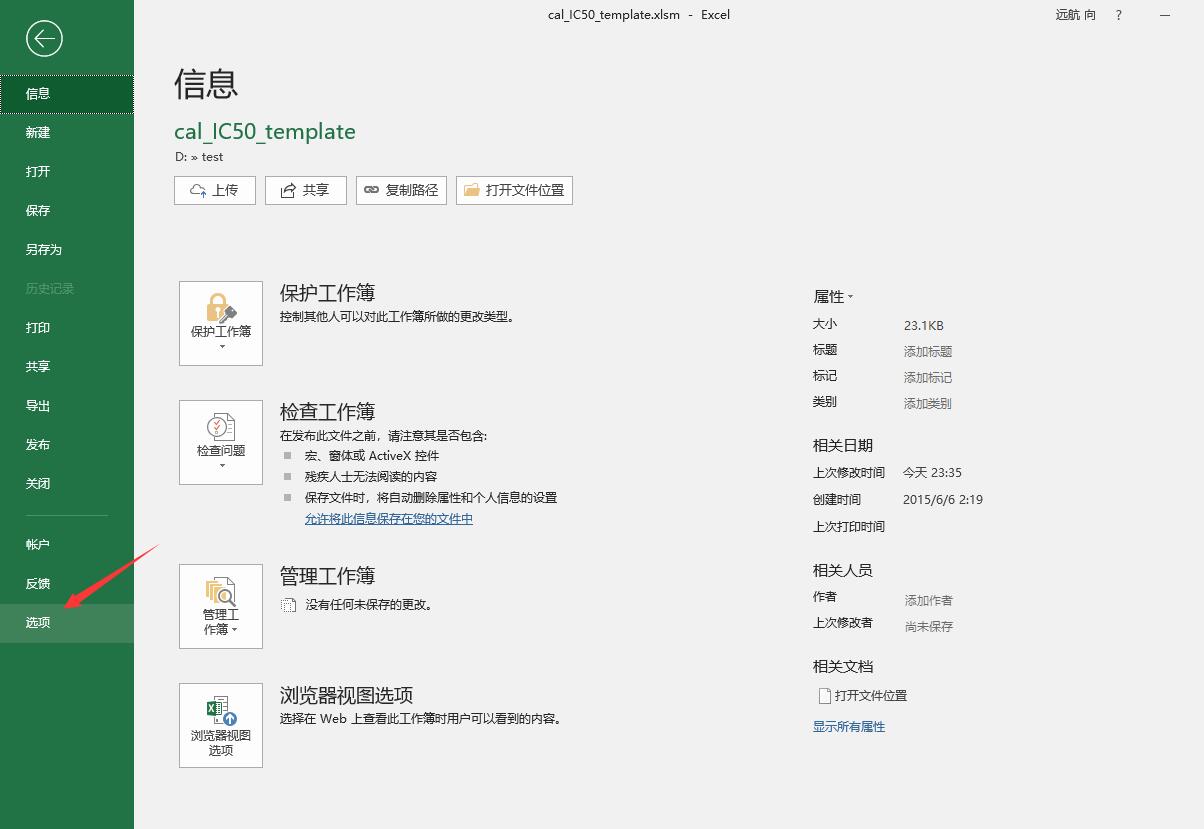 cal_IC50_template.xlsm - Excel
远航 向 ?
信息
新建
打开
保存
另存为
历史记录
打印
共享
导出
发布
关闭
帐户
反馈
选项
信息
cal_IC50_template
D: » test
上传
共享
复制路径
打开文件位置
保护工作簿
保护工作簿
控制其他人可以对此工作簿所做的更改类型。
检查问题
检查工作簿
在发布此文件之前，请注意其是否包含:
宏、窗体或 ActiveX 控件
残疾人士无法阅读的内容
保存文件时，将自动删除属性和个人信息的设置
允许将此信息保存在您的文件中
管理工
作簿
管理工作簿
没有任何未保存的更改。
浏览器视图
选项
浏览器视图选项
选择在 Web 上查看此工作簿时用户可以看到的内容。
属性
大小 23.1KB
标题 添加标题
标记 添加标记
类别 添加类别
相关日期
上次修改时间 今天 23:35
创建时间 2015/6/6 2:19
上次打印时间
相关人员
作者 添加作者
上次修改者 尚未保存
相关文档
打开文件位置
显示所有属性